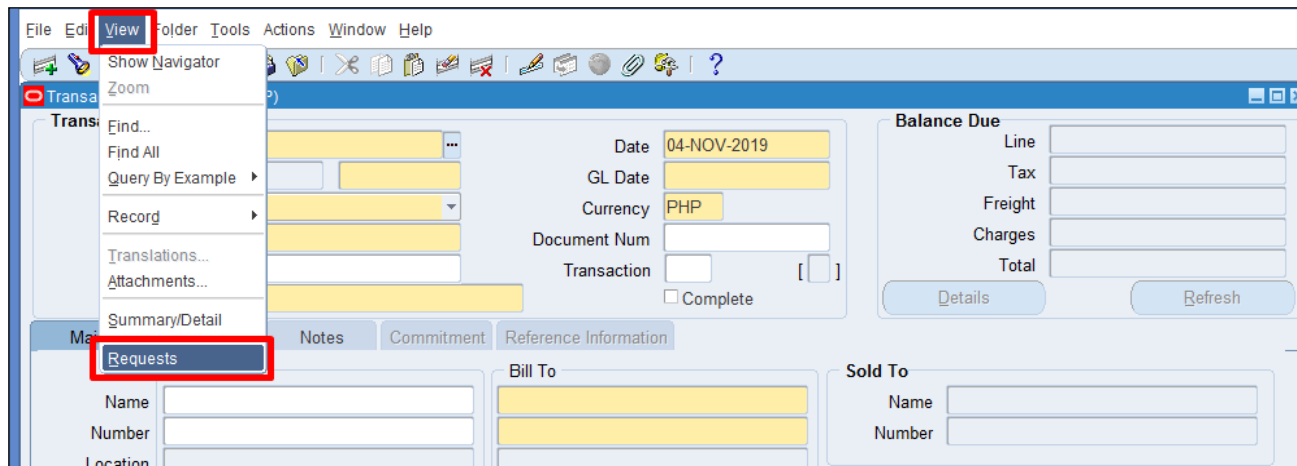 File Edi View Folder Tools Actions Window Help
Show Navigator
Zoom
Find...
Find All
Query By Example
Record
Translations...
Attachments...
Summary/Detail
Requests
Transa P)
Trans
Date 04-NOV-2019
GL Date
Currency PHP
Document Num
Transaction [ ]
Complete
Balance Due
Line
Tax
Freight
Charges
Total
Details Refresh
Mai Notes Commitment Reference Information
Name
Number
Location
Bill To
Sold To
Name
Number